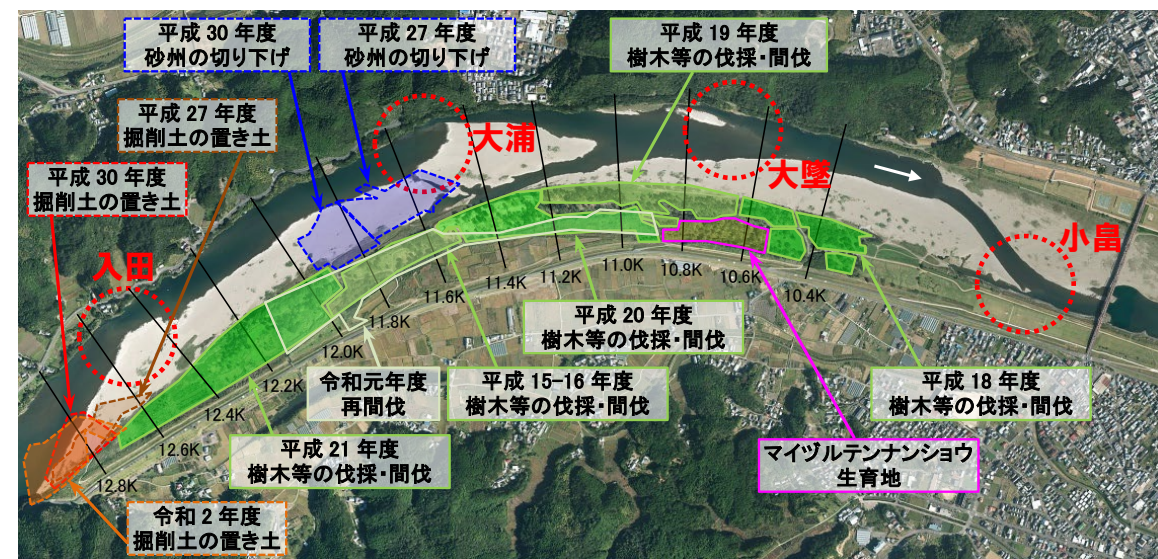 平成 30 年度
砂州の切り下げ
平成 27 年度
砂州の切り下げ
平成 19 年度
樹木等の伐採・間伐
平成 27 年度
掘削土の置き土
平成 30 年度
掘削土の置き土
大浦
大墜
小畠
入田
10.4K
10.6K
10.8K
11.0K
11.2K
11.4K
11.6K
11.8K
12.0K
12.2K
12.4K
12.6K
12.8K
平成 20 年度
樹木等の伐採・間伐
令和元年度
再間伐
平成 15-16 年度
樹木等の伐採・間伐
平成 18 年度
樹木等の伐採・間伐
平成 21 年度
樹木等の伐採・間伐
マイヅルテンナンショウ
生育地
令和 2 年度
掘削土の置き土